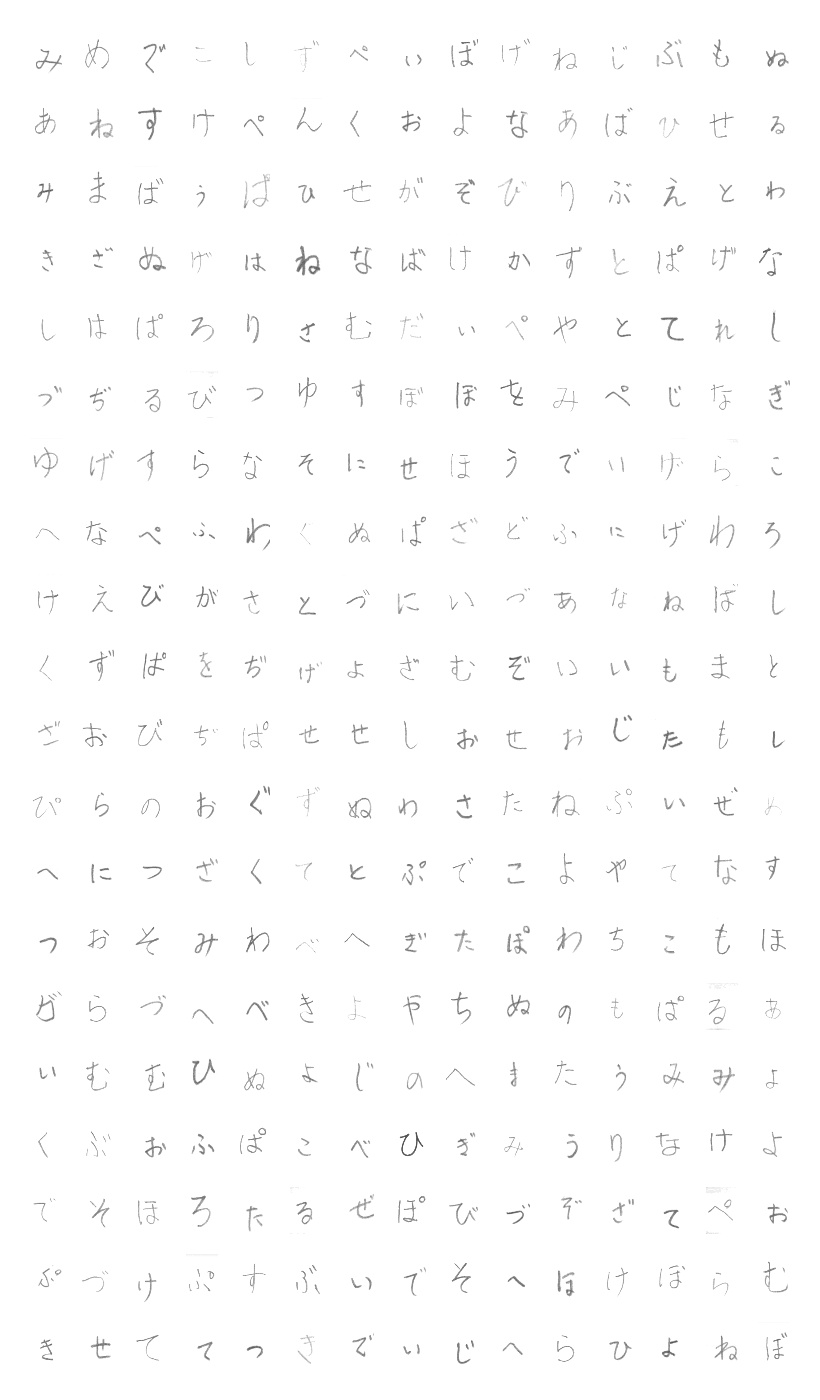 みめでこしずぺいぼげねじぶもぬ
あねすけぺんくおよなあばひせる
みまばうばひせがぞびりぶえとわ
きざぬげはねなばけかずとぱげな
しはぱろりさむだいぺやとてれし
づぢるびつゆすぼほをみぺじなぎ
ゆげすらなそにせほうでいげらこ
へなぺふわくぬぱざどふにげわろ
けえびがさとづにいづあなねばし
くずぱをぢげよざむぞいいもまと
ざおびぢぱせせしおせおじたもし
ぴらのおぐずぬわさたねぷいぜめ
へにつざくてとぷでこよやてなす
つおそみわべへぎたぽわちこもほ
がらづへべきよやちぬのもぱるあ
いむむひぬよじのへまたうみみよ
くぶおふぱこべひぎみうりなけよ
でそほろたるぜぽびづぞざてぺお
ぷづけぷすぶいでそへほけぼらむ
きせててつきでいじへらひよねぼ